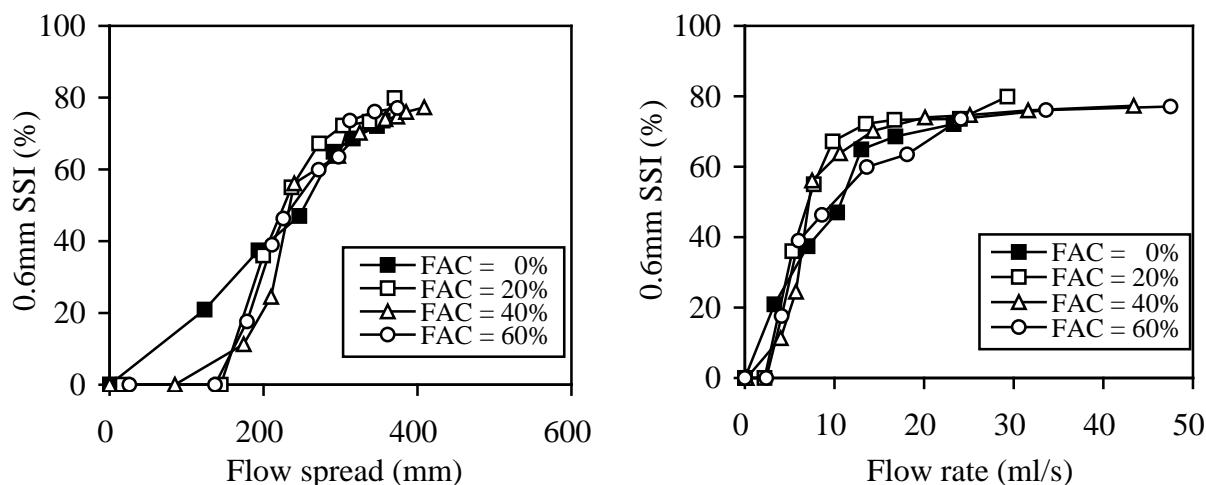 100
80
60
40
20
0
0.6mm SSI (%)
0 200 400 600
Flow spread (mm)
FAC = 0%
FAC = 20%
FAC = 40%
FAC = 60%
100
80
60
40
20
0
0.6mm SSI (%)
0 10 20 30 40 50
Flow rate (ml/s)
FAC = 0%
FAC = 20%
FAC = 40%
FAC = 60%